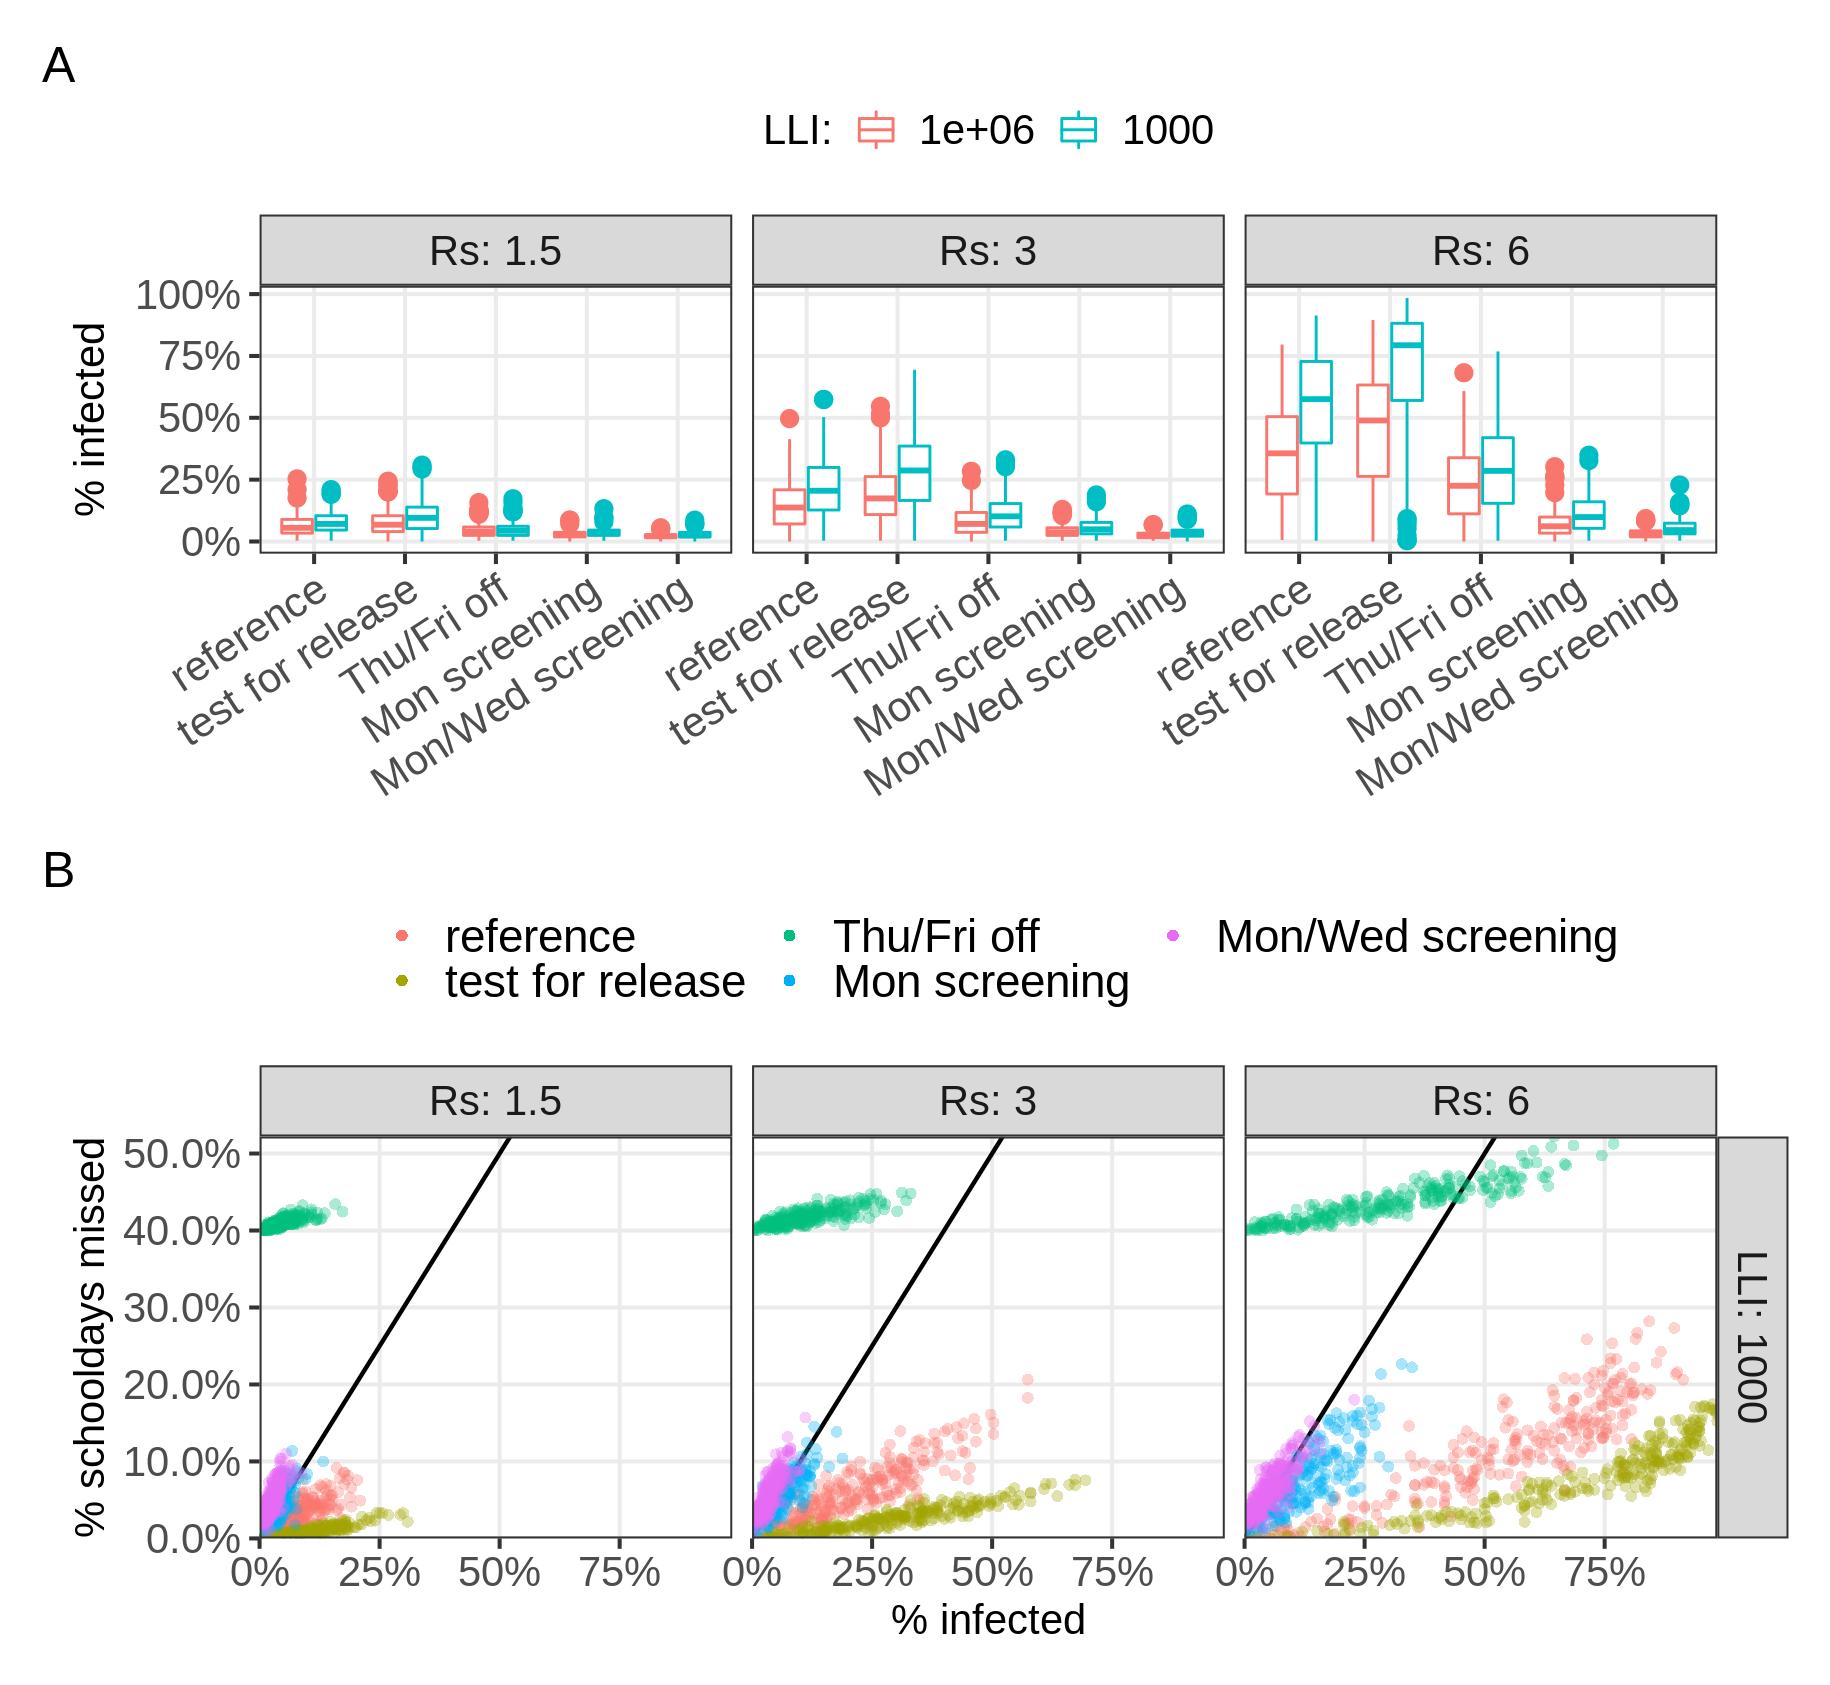 A
LLI: 1e+06 1000
Rs: 1.5 Rs: 3 Rs: 6
% infected
100%
75%
50%
25%
0%
reference test for release Thu/Fri off Mon screening Mon/Wed screening
reference test for release Thu/Fri off Mon screening Mon/Wed screening
reference test for release Thu/Fri off Mon screening Mon/Wed screening
B
reference Thu/Fri off Mon/Wed screening
test for release Mon screening
Rs: 1.5 Rs: 3 Rs: 6
% schooldays missed
50.0%
40.0%
30.0%
20.0%
10.0%
0.0%
LLI: 1000
0% 25% 50% 75% 0% 25% 50% 75% 0% 25% 50% 75%
% infected